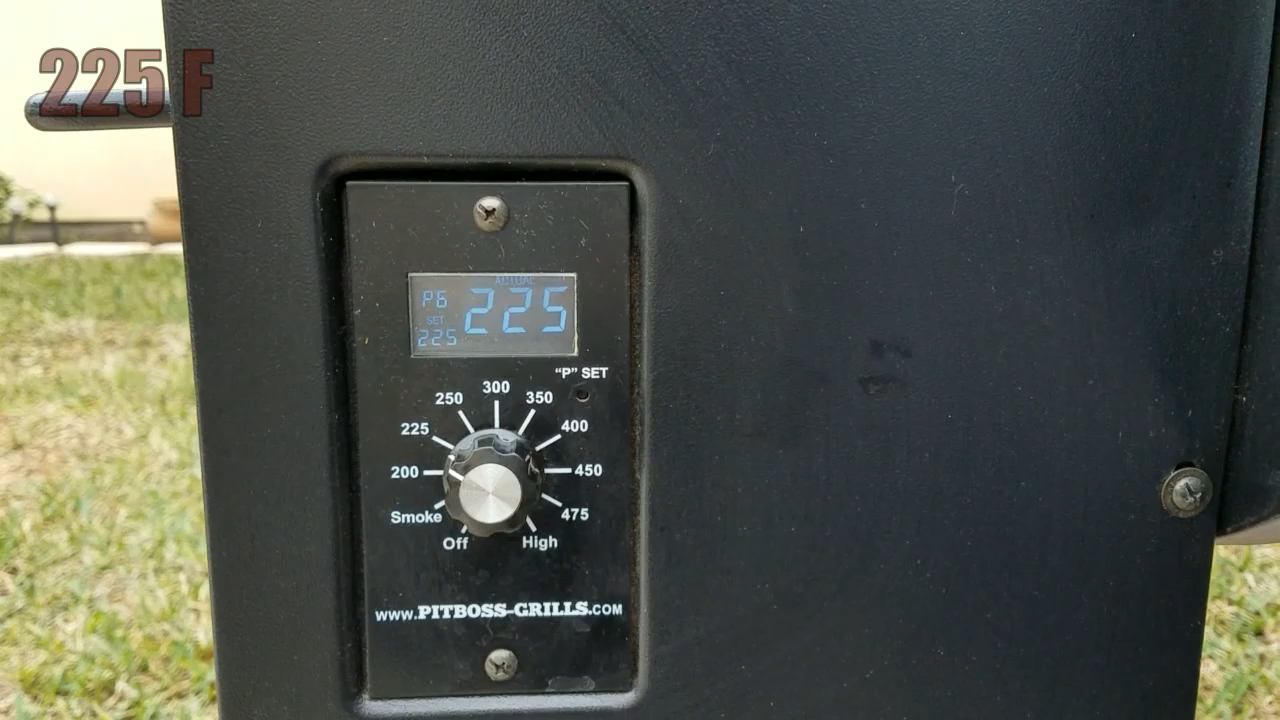 225 F
ACTUAL
P6
225
SET
225
"P" SET
300
250
350
225
400
200
450
Smoke
475
Off
High
www.PITBOSS-GRILLS.COM